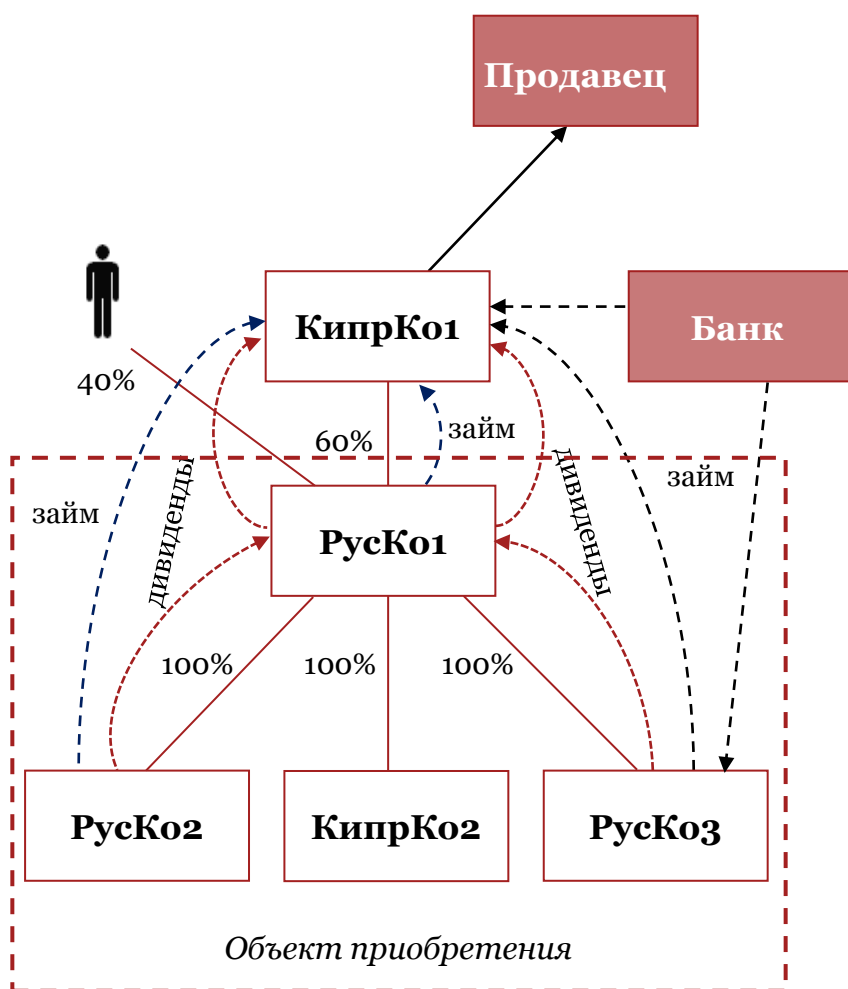 Продавец
КипрКо1
Банк
40%
60%
займ
займ
займ
дивиденды
дивиденды
РусКо1
100%
100%
100%
РусКо2
КипрКо2
РусКо3
Объект приобретения